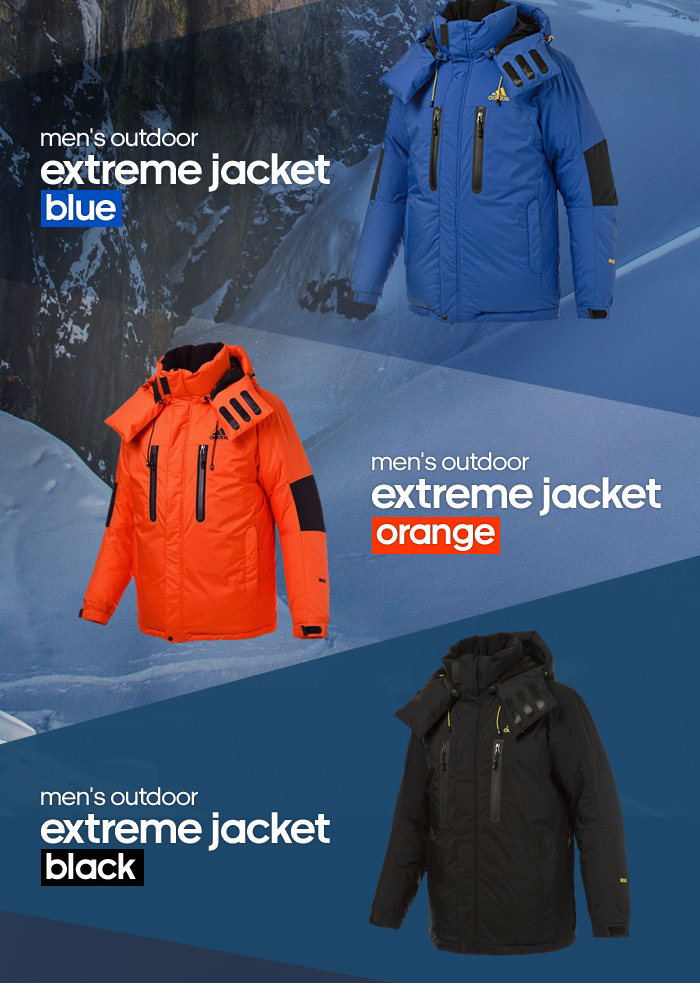 adidas
men's outdoor
extreme jacket
blue
adidas
men's outdoor
extreme jacket
orange
men's outdoor
extreme jacket
black